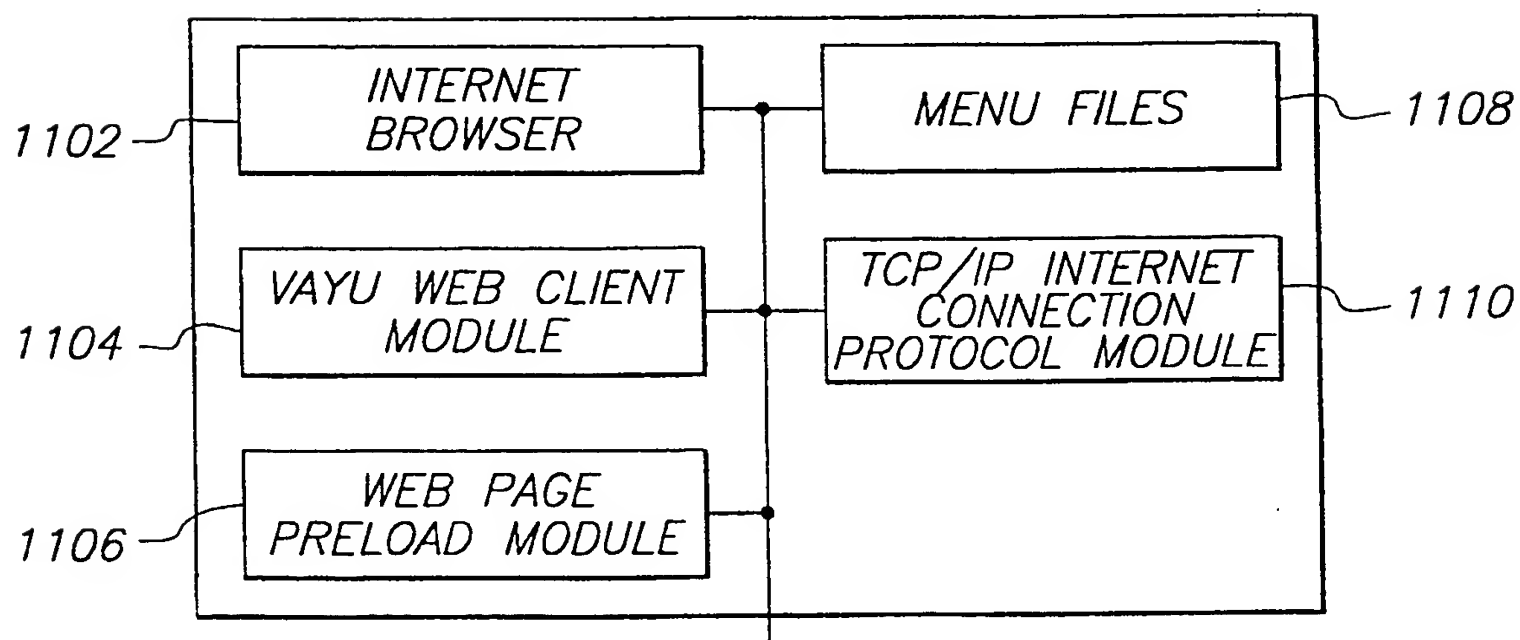 INTERNET
BROWSER
1102
MENU FILES
1108
VAYU WEB CLIENT
MODULE
1104
TCP/IP INTERNET
CONNECTION
PROTOCOL MODULE
1110
WEB PAGE
PRELOAD MODULE
1106